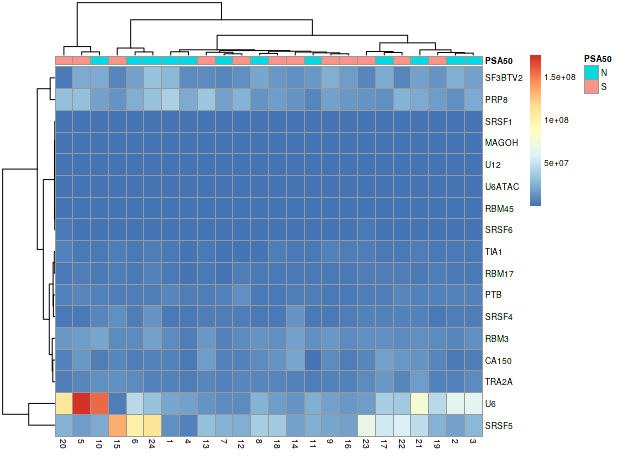 PSA50
SF3BTV2
PRP8
SRSF1
MAGOH
U12
U6ATAC
RBM45
SRSF6
TIA1
RBM17
PTB
SRSF4
RBM3
CA150
TRA2A
U6
SRSF5
20 5 10 15 6 24 1 4 13 7 12 8 18 14 11 9 16 23 17 22 21 19 2 3
1.5e+08
1e+08
5e+07
PSA50
N
S